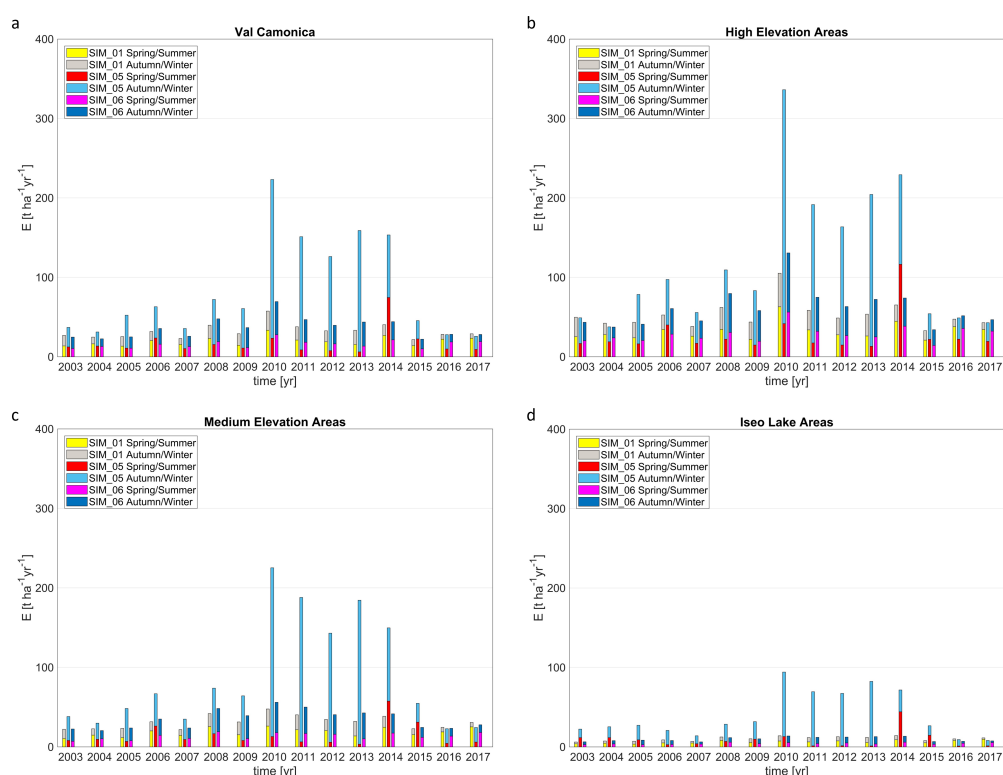 a
Val Camonica
400
300
200
100
0
E [t ha⁻¹yr⁻¹]
SIM_01 Spring/Summer
SIM_01 Autumn/Winter
SIM_05 Spring/Summer
SIM_05 Autumn/Winter
SIM_06 Spring/Summer
SIM_06 Autumn/Winter
2003 2004 2005 2006 2007 2008 2009 2010 2011 2012 2013 2014 2015 2016 2017
time [yr]
b
High Elevation Areas
400
300
200
100
0
E [t ha⁻¹yr⁻¹]
SIM_01 Spring/Summer
SIM_01 Autumn/Winter
SIM_05 Spring/Summer
SIM_05 Autumn/Winter
SIM_06 Spring/Summer
SIM_06 Autumn/Winter
2003 2004 2005 2006 2007 2008 2009 2010 2011 2012 2013 2014 2015 2016 2017
time [yr]
c
Medium Elevation Areas
400
300
200
100
0
E [t ha⁻¹yr⁻¹]
SIM_01 Spring/Summer
SIM_01 Autumn/Winter
SIM_05 Spring/Summer
SIM_05 Autumn/Winter
SIM_06 Spring/Summer
SIM_06 Autumn/Winter
2003 2004 2005 2006 2007 2008 2009 2010 2011 2012 2013 2014 2015 2016 2017
time [yr]
d
Iseo Lake Areas
400
300
200
100
0
E [t ha⁻¹yr⁻¹]
SIM_01 Spring/Summer
SIM_01 Autumn/Winter
SIM_05 Spring/Summer
SIM_05 Autumn/Winter
SIM_06 Spring/Summer
SIM_06 Autumn/Winter
2003 2004 2005 2006 2007 2008 2009 2010 2011 2012 2013 2014 2015 2016 2017
time [yr]